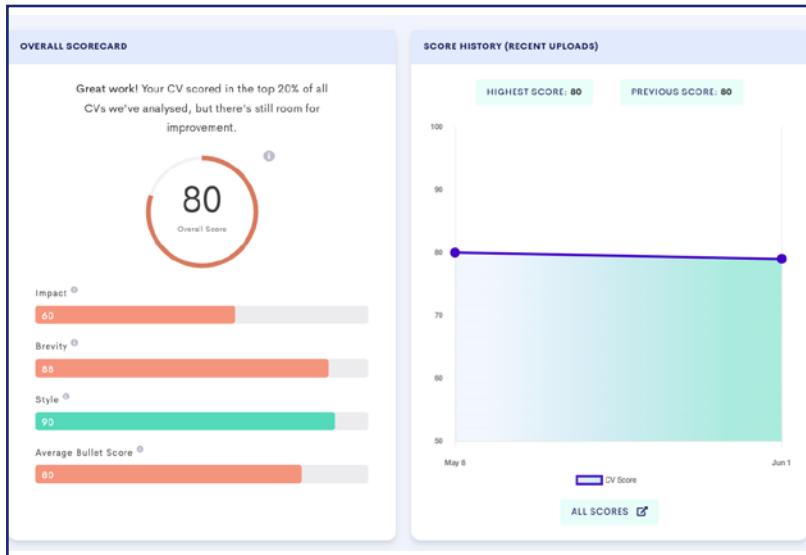 OVERALL SCORECARD
Great work! Your CV scored in the top 20% of all
CVs we've analysed, but there's still room for
improvement.
80
Overall Score
Impact
60
Brevity
88
Style
90
Average Bullet Score
80
SCORE HISTORY (RECENT UPLOADS)
HIGHEST SCORE: 80
PREVIOUS SCORE: 80
100
90
80
70
60
50
May 8
Jun 1
CV Score
ALL SCORES